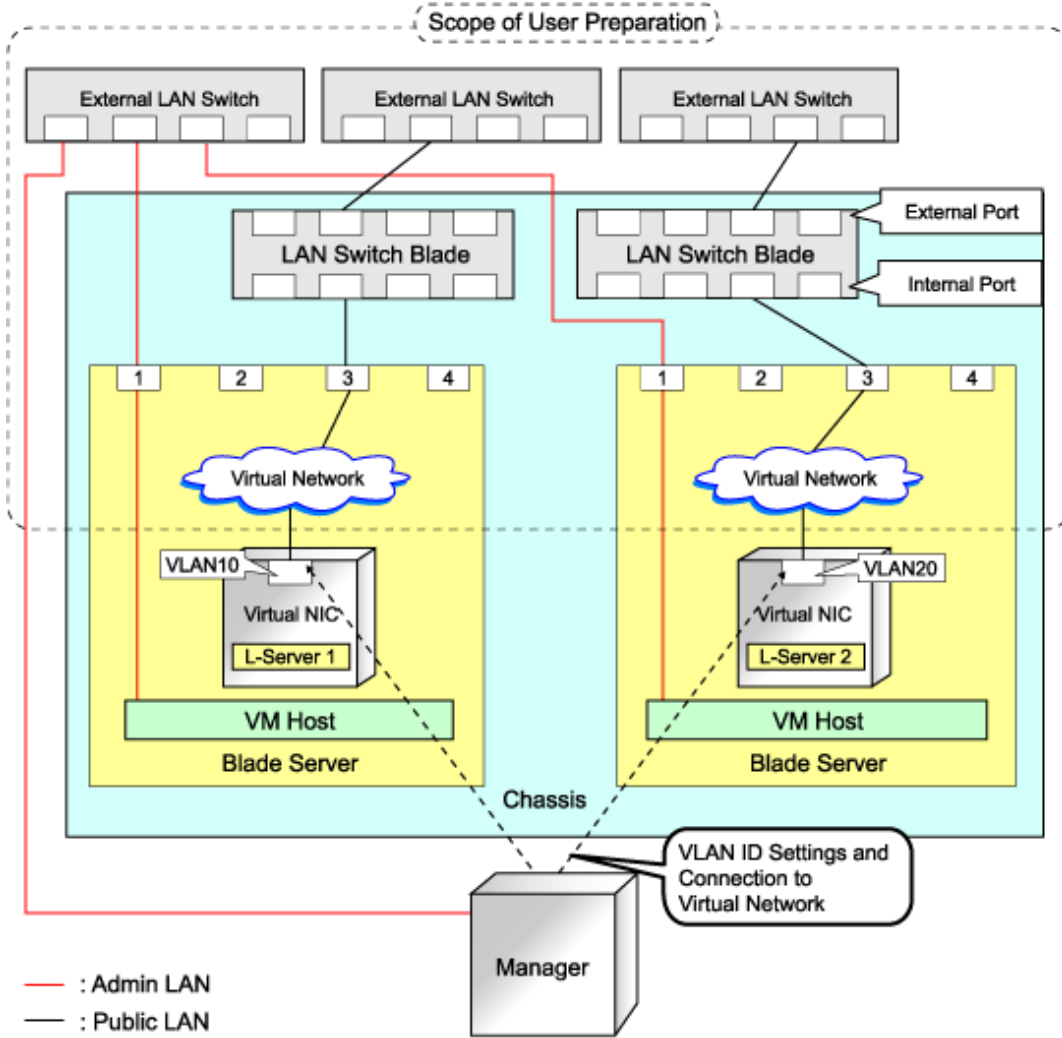 Scope of User Preparation
External LAN Switch
External LAN Switch
External LAN Switch
External Port
LAN Switch Blade
LAN Switch Blade
Internal Port
1
2
3
4
1
2
3
4
Virtual Network
Virtual Network
VLAN10
VLAN20
Virtual NIC
Virtual NIC
L-Server 1
L-Server 2
VM Host
VM Host
Blade Server
Blade Server
Chassis
VLAN ID Settings and
Connection to
Virtual Network
Manager
: Admin LAN
: Public LAN